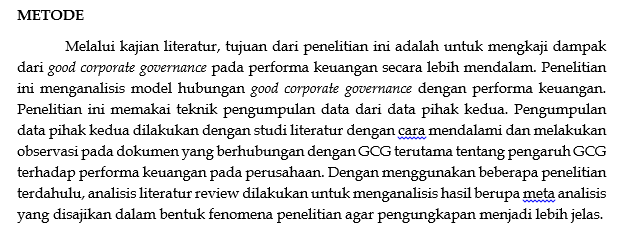 METODE
Melalui kajian literatur, tujuan dari penelitian ini adalah untuk mengkaji dampak
dari good corporate governance pada performa keuangan secara lebih mendalam. Penelitian
ini menganalisis model hubungan good corporate governance dengan performa keuangan.
Penelitian ini memakai teknik pengumpulan data dari data pihak kedua. Pengumpulan
data pihak kedua dilakukan dengan studi literatur dengan cara mendalami dan melakukan
observasi pada dokumen yang berhubungan dengan GCG terutama tentang pengaruh GCG
terhadap performa keuangan pada perusahaan. Dengan menggunakan beberapa penelitian
terdahulu, analisis literatur review dilakukan untuk menganalisis hasil berupa meta analisis
yang disajikan dalam bentuk fenomena penelitian agar pengungkapan menjadi lebih jelas.